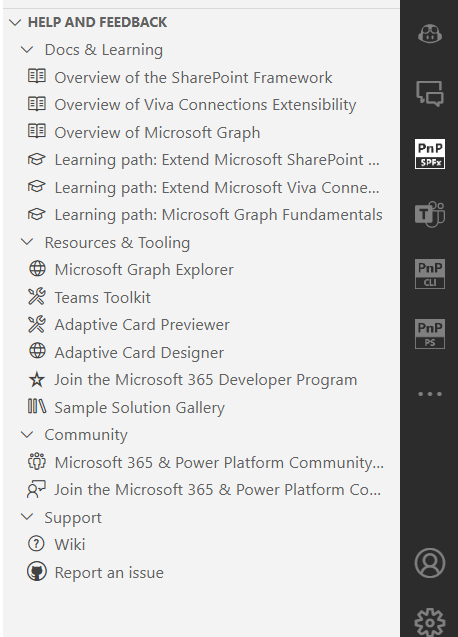 HELP AND FEEDBACK
Docs & Learning
Overview of the SharePoint Framework
Overview of Viva Connections Extensibility
Overview of Microsoft Graph
Learning path: Extend Microsoft SharePoint ...
Learning path: Extend Microsoft Viva Conne...
Learning path: Microsoft Graph Fundamentals
Resources & Tooling
Microsoft Graph Explorer
Teams Toolkit
Adaptive Card Previewer
Adaptive Card Designer
Join the Microsoft 365 Developer Program
Sample Solution Gallery
Community
Microsoft 365 & Power Platform Community...
Join the Microsoft 365 & Power Platform Co...
Support
Wiki
Report an issue
PnP
SPFx
T
PnP
CLI
PnP
PS